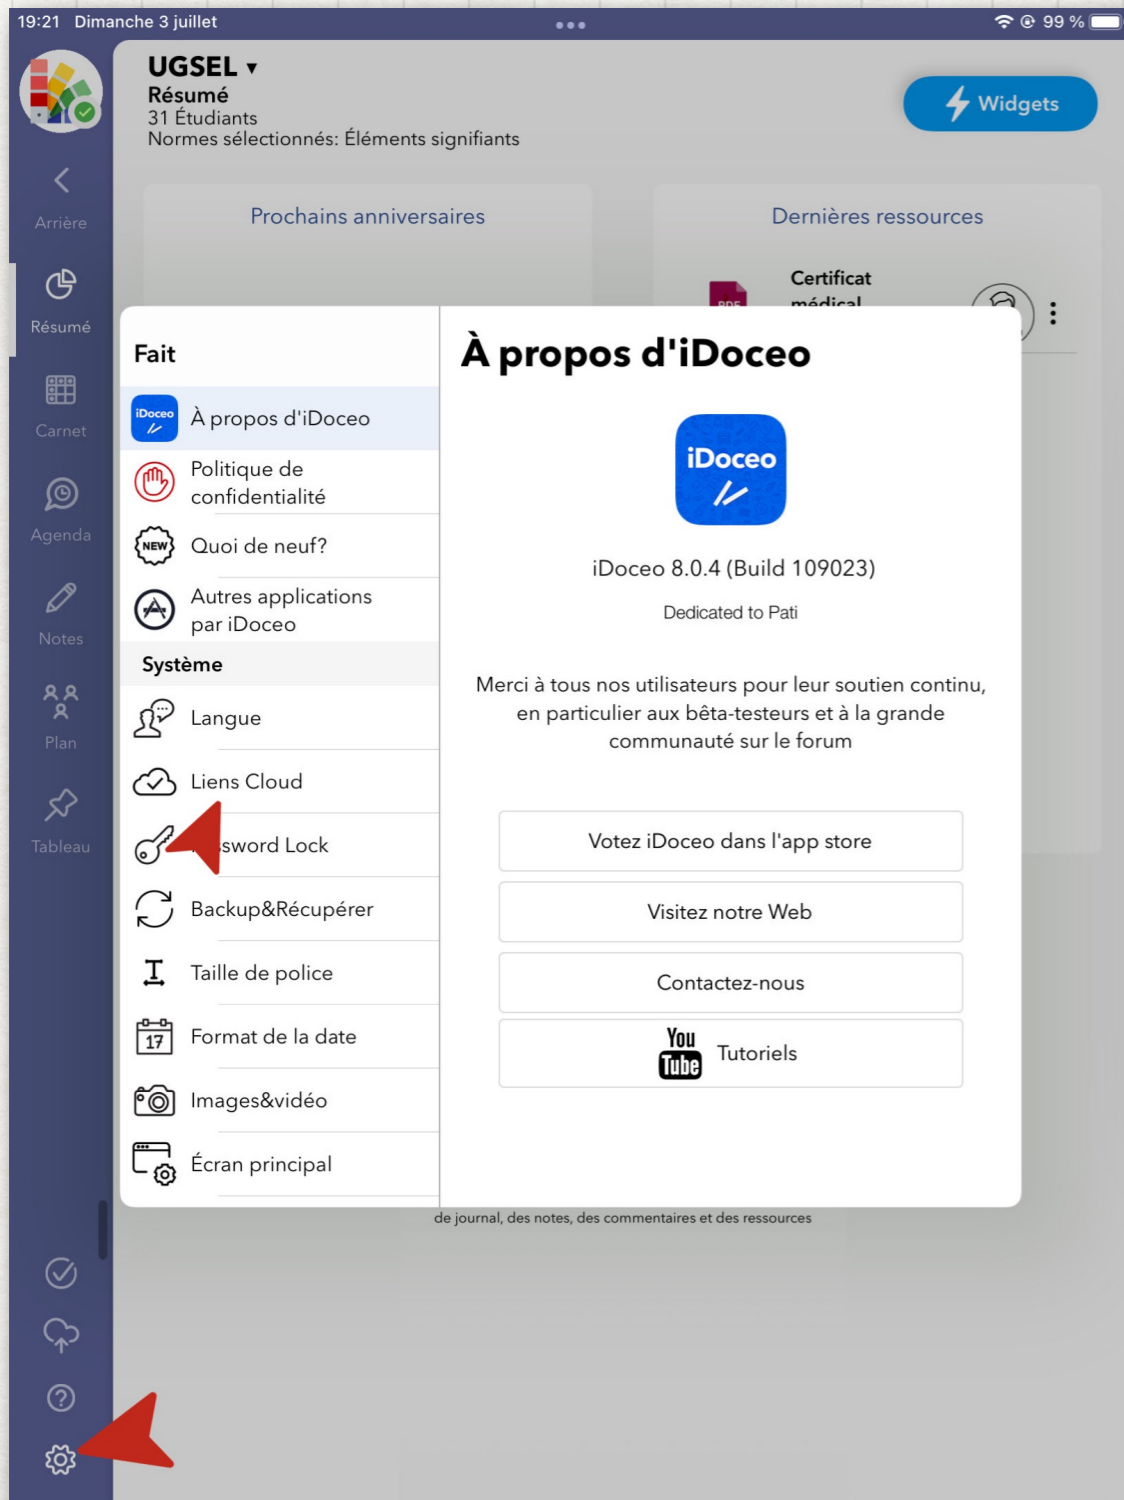 19:21 Dimanche 3 juillet
99 %
UGSEL
Résumé
31 Étudiants
Normes sélectionnés: Éléments signifiants
Widgets
Arrière
Résumé
Carnet
Agenda
Notes
Plan
Tableau
Prochains anniversaires
Dernières ressources
Certificat
médical
Fait
iDoceo
À propos d'iDoceo
Politique de
confidentialité
NEW
Quoi de neuf?
Autres applications
par iDoceo
Système
Langue
Liens Cloud
Lock
Backup&Récupérer
Taille de police
17
Format de la date
Images&vidéo
Écran principal
À propos d'iDoceo
iDoceo
iDoceo 8.0.4 (Build 109023)
Dedicated to Pati
Merci à tous nos utilisateurs pour leur soutien continu,
en particulier aux bêta-testeurs et à la grande
communauté sur le forum
Votez iDoceo dans l'app store
Visitez notre Web
Contactez-nous
You
Tube
Tutoriels
de journal, des notes, des commentaires et des ressources